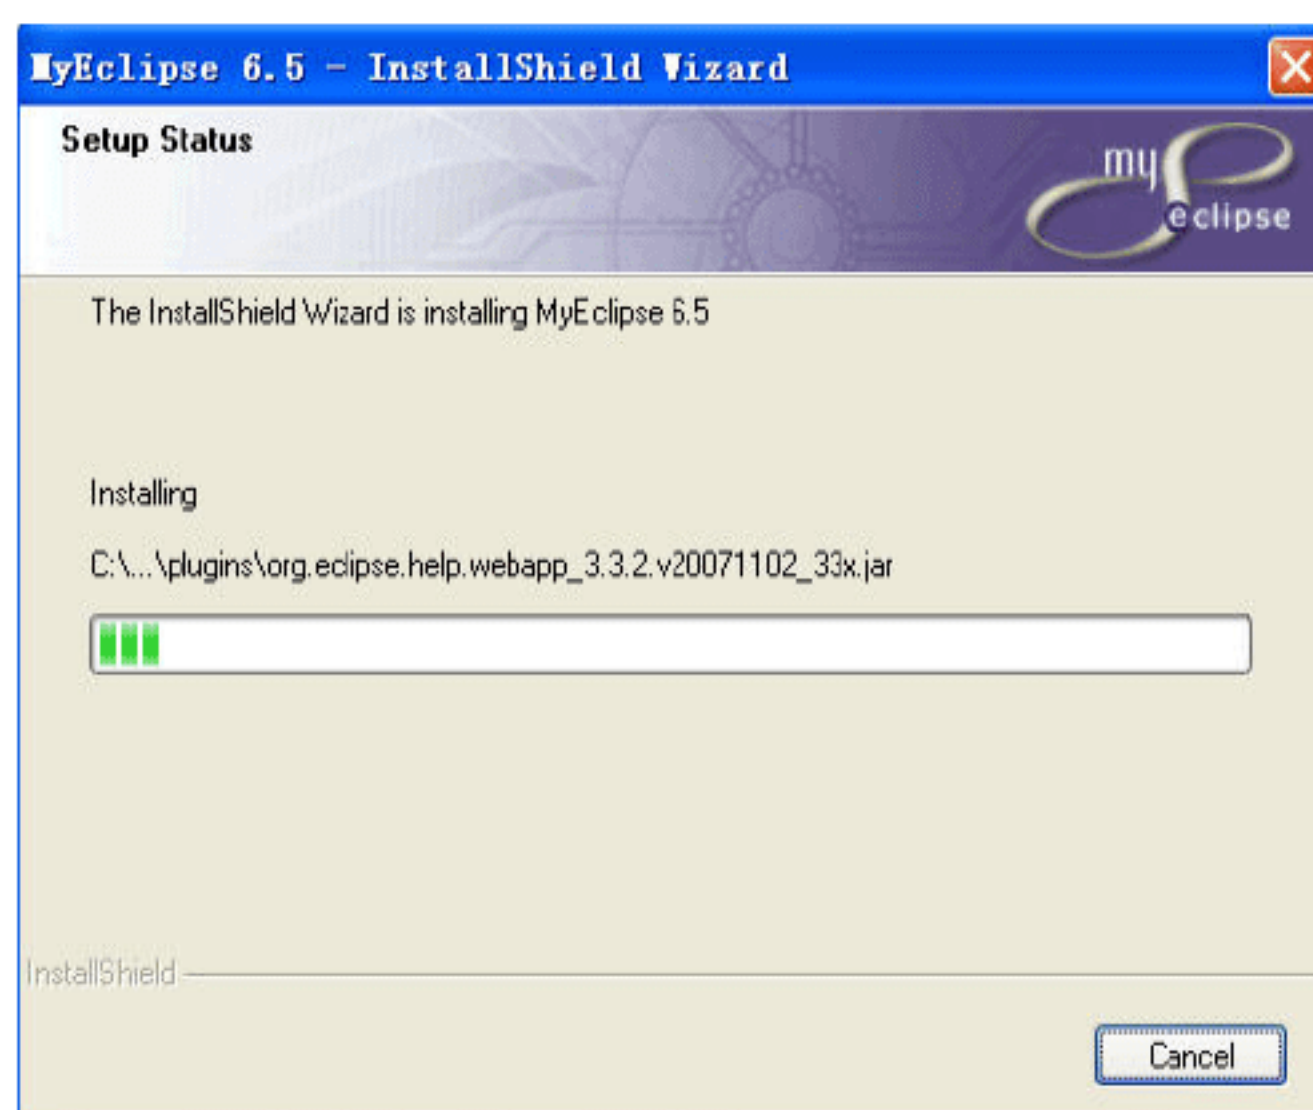 MyEclipse 6.5 - InstallShield Wizard
Setup Status
my
eclipse
The InstallShield Wizard is installing MyEclipse 6.5
Installing
C:\...\plugins\org.eclipse.help.webapp_3.3.2.v20071102_33x.jar
InstallShield
Cancel